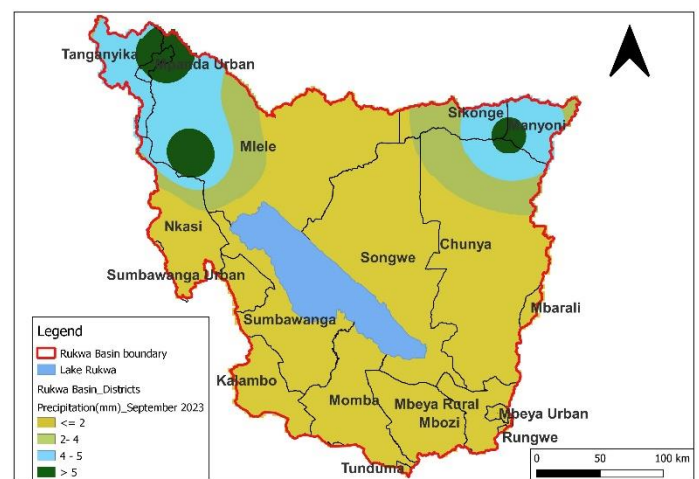 Tanganyika
Mpanda Urban
Sikonge
Manyoni
Mlele
Nkasi
Songwe
Chunya
Sumbawanga Urban
Mbarali
Sumbawanga
Kalambo
Momba
Mbeya Rural
Mbozi
Mbeya Urban
Rungwe
Tunduma
Legend
Rukwa Basin boundary
Lake Rukwa
Rukwa Basin_Districts
Precipitation(mm)_September 2023
<= 2
2- 4
4 - 5
> 5
0 50 100 km